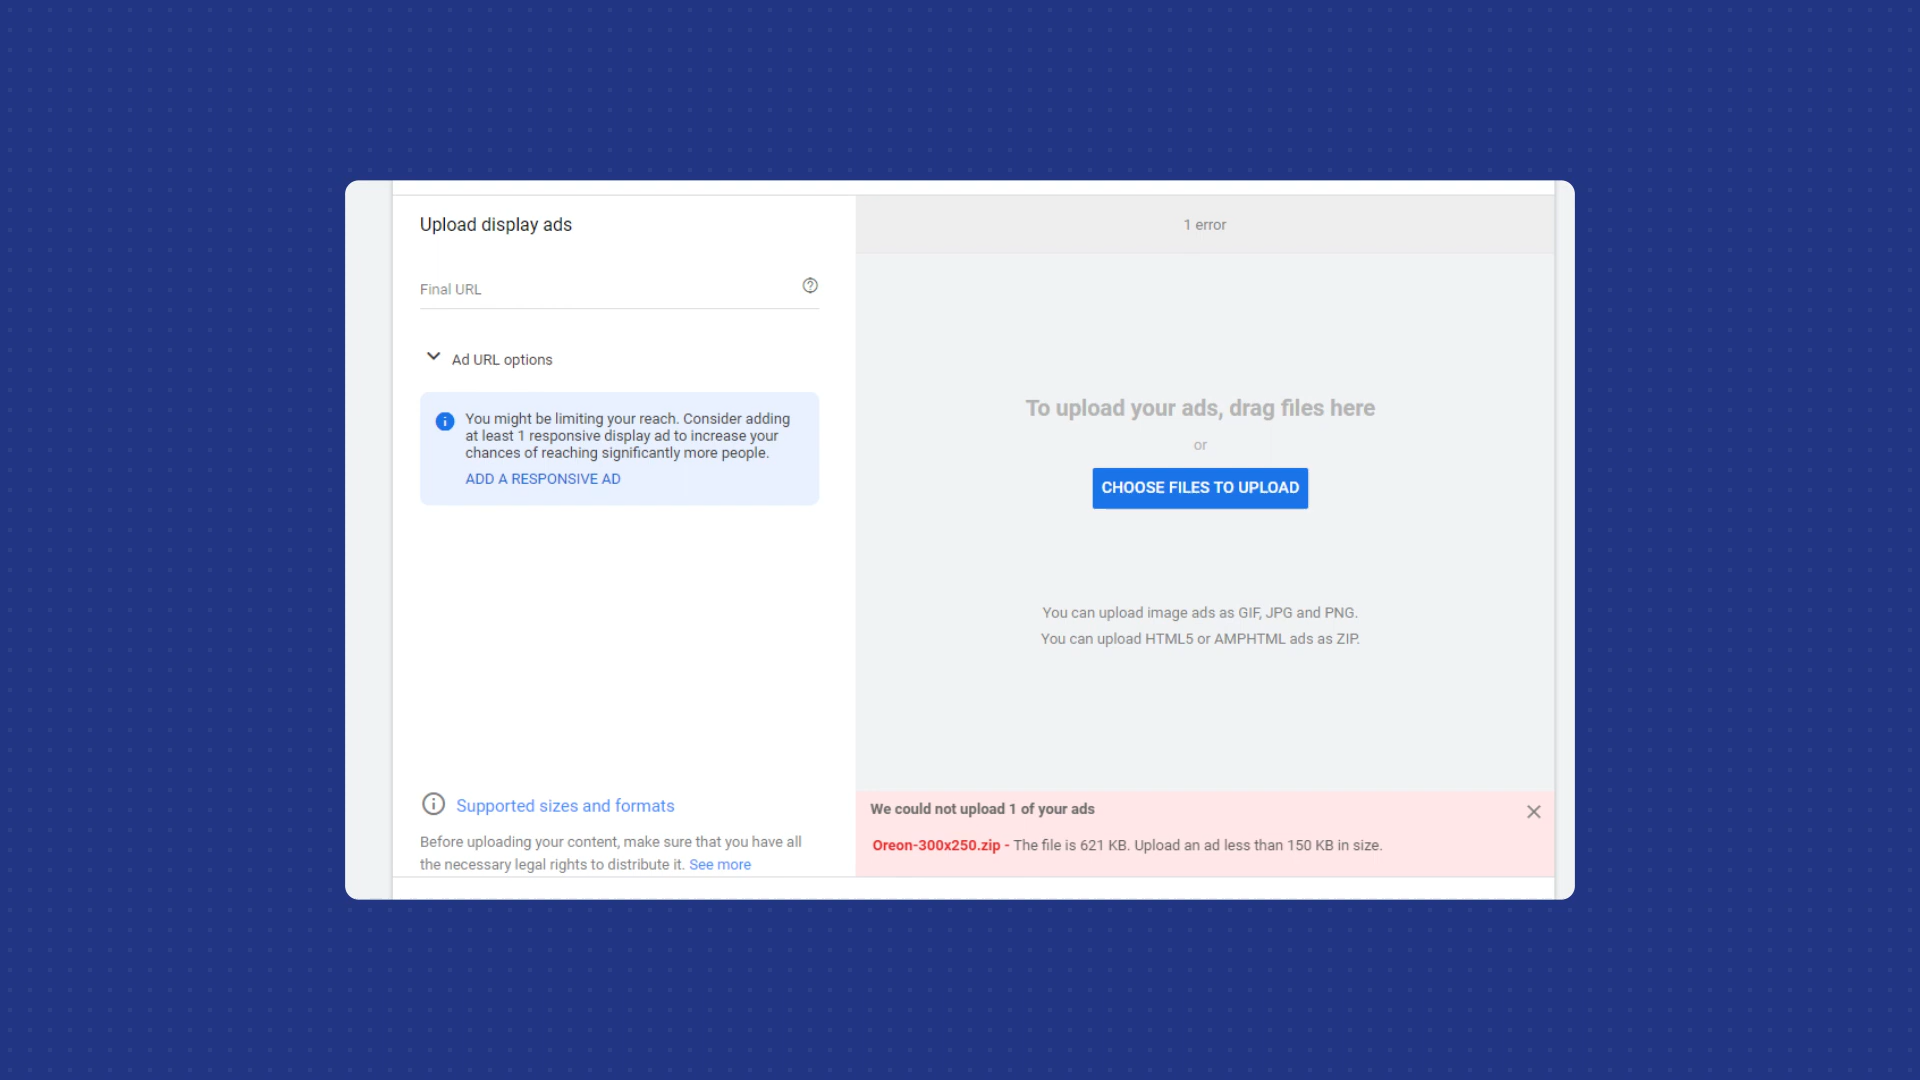 Upload display ads
1 error
Final URL
Ad URL options
You might be limiting your reach. Consider adding
at least 1 responsive display ad to increase your
chances of reaching significantly more people.
ADD A RESPONSIVE AD
To upload your ads, drag files here
or
CHOOSE FILES TO UPLOAD
You can upload image ads as GIF, JPG and PNG.
You can upload HTML5 or AMPHTML ads as ZIP.
Supported sizes and formats
Before uploading your content, make sure that you have all
the necessary legal rights to distribute it. See more
We could not upload 1 of your ads
Oreon-300x250.zip - The file is 621 KB. Upload an ad less than 150 KB in size.